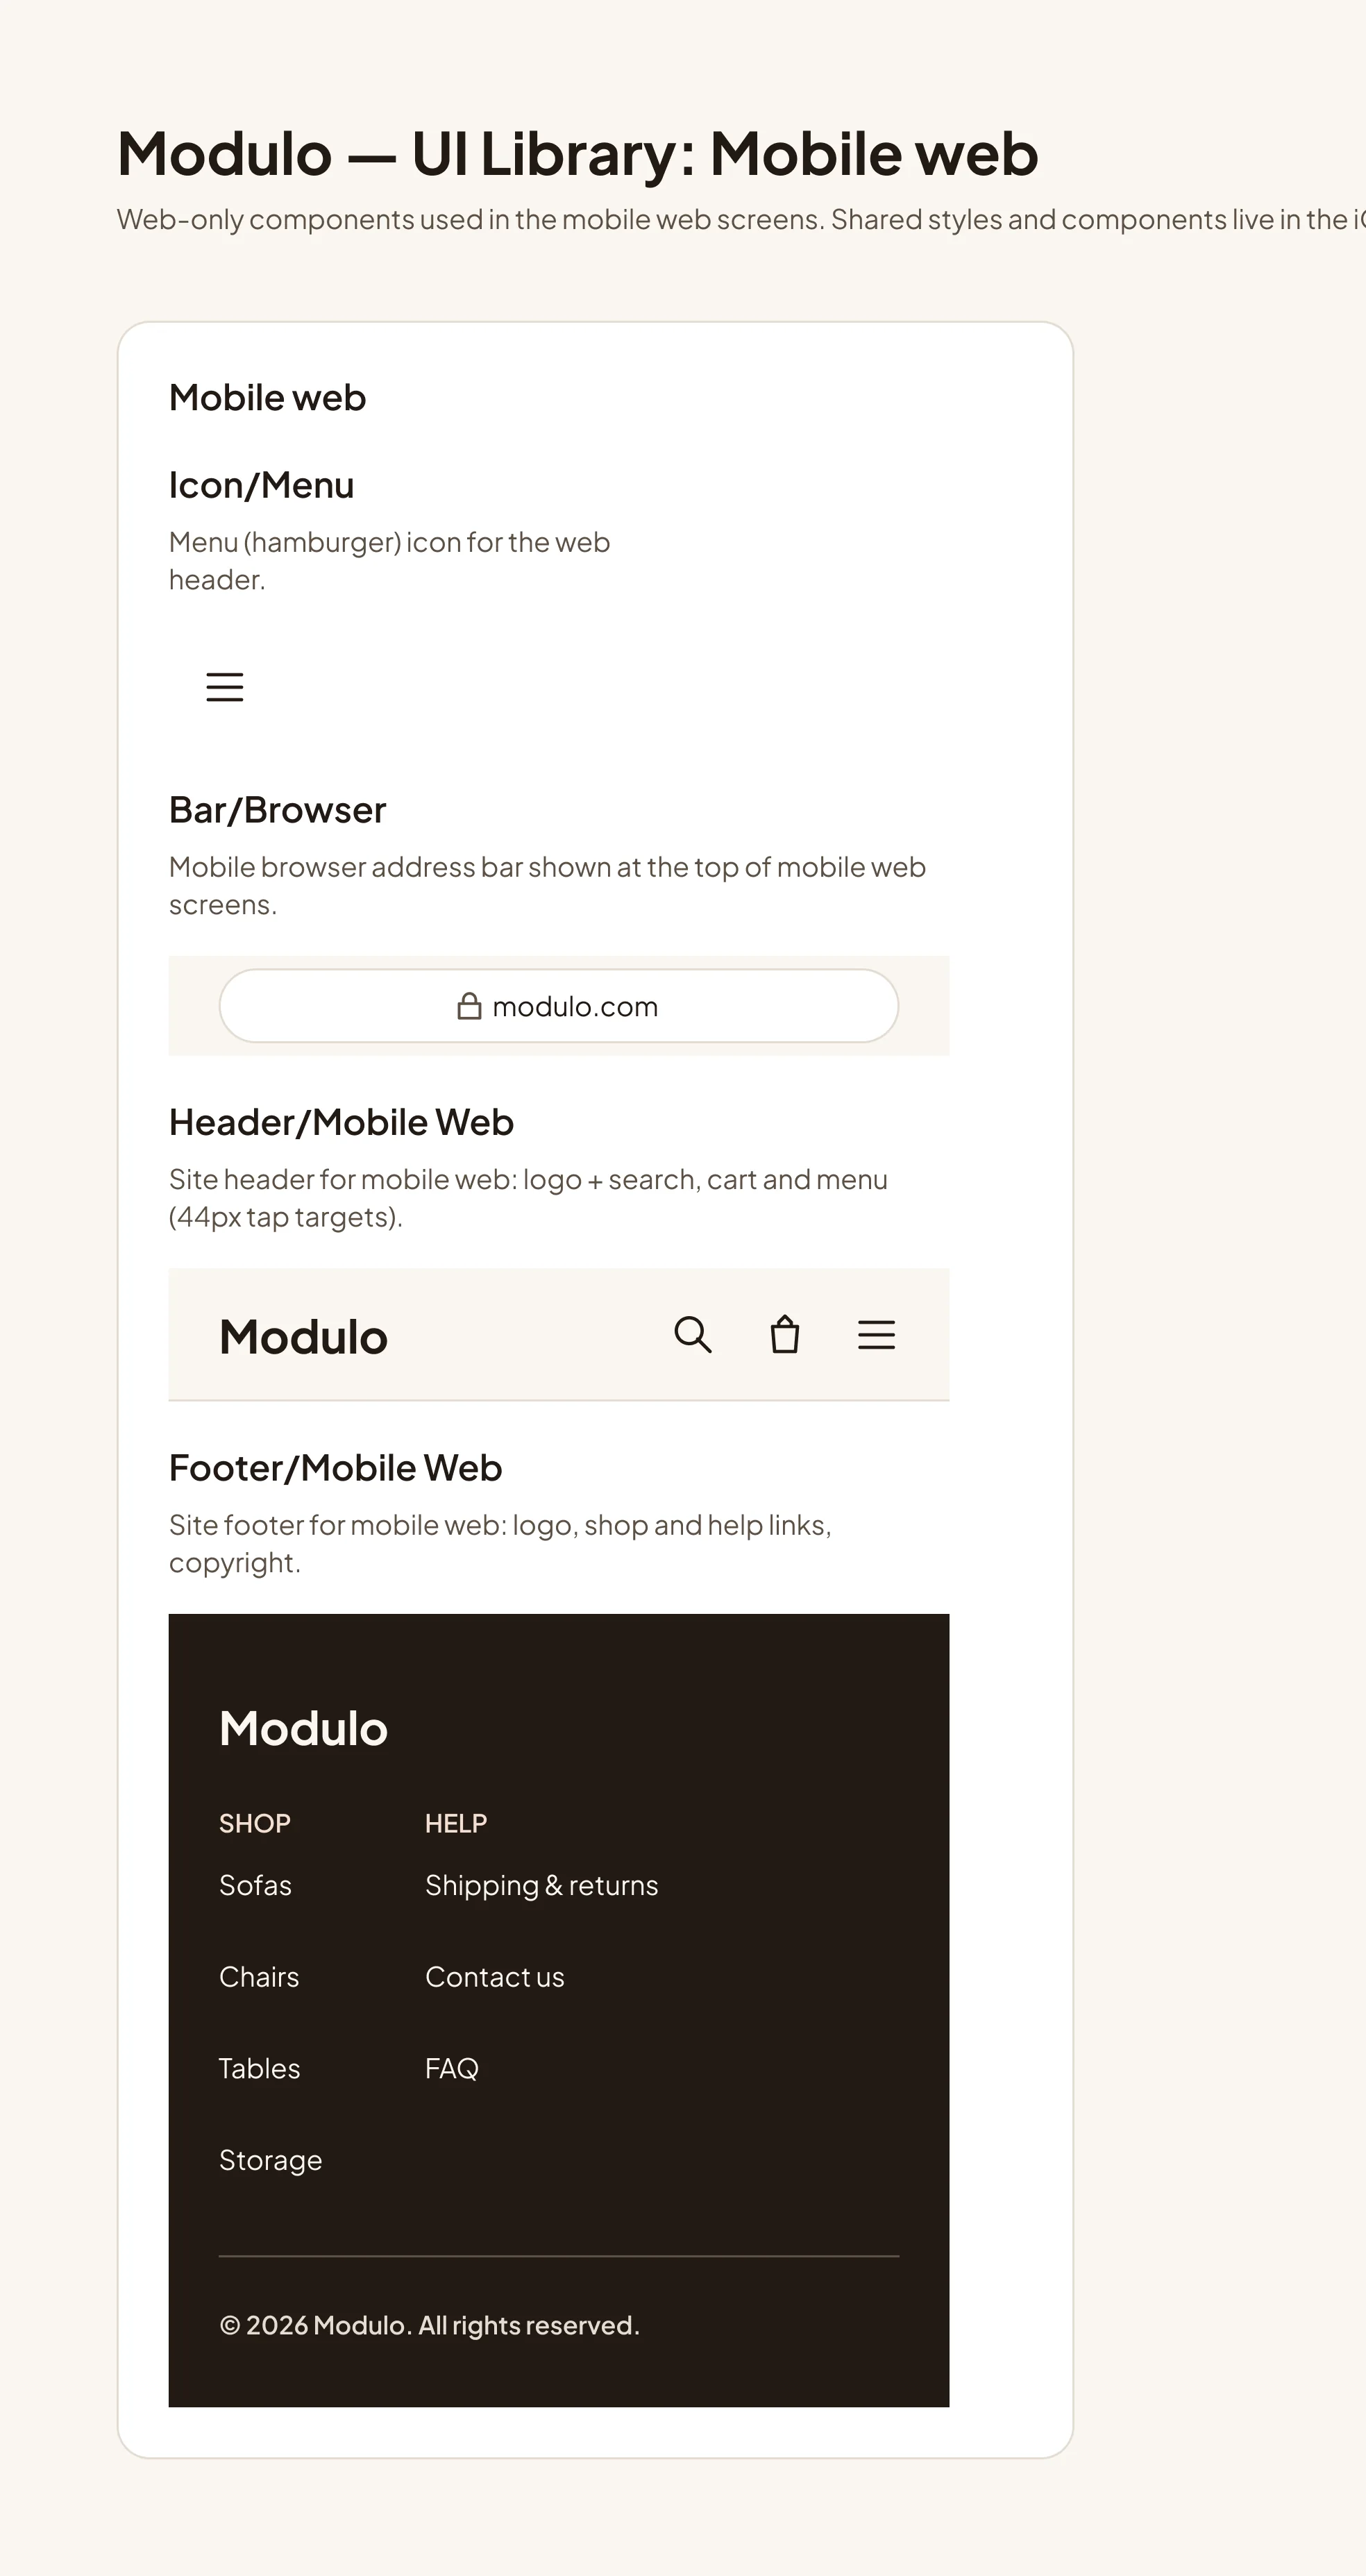 Modulo — UI Library: Mobile web
Web-only components used in the mobile web screens. Shared styles and components live in the
Mobile web
Icon/Menu
Menu (hamburger) icon for the web
header.
Bar/Browser
Mobile browser address bar shown at the top of mobile web
screens.
modulo.com
Header/Mobile Web
Site header for mobile web: logo + search, cart and menu
(44px tap targets).
Modulo
Footer/Mobile Web
Site footer for mobile web: logo, shop and help links,
copyright.
Modulo
SHOP HELP
Sofas Shipping & returns
Chairs Contact us
Tables FAQ
Storage
© 2026 Modulo. All rights reserved.